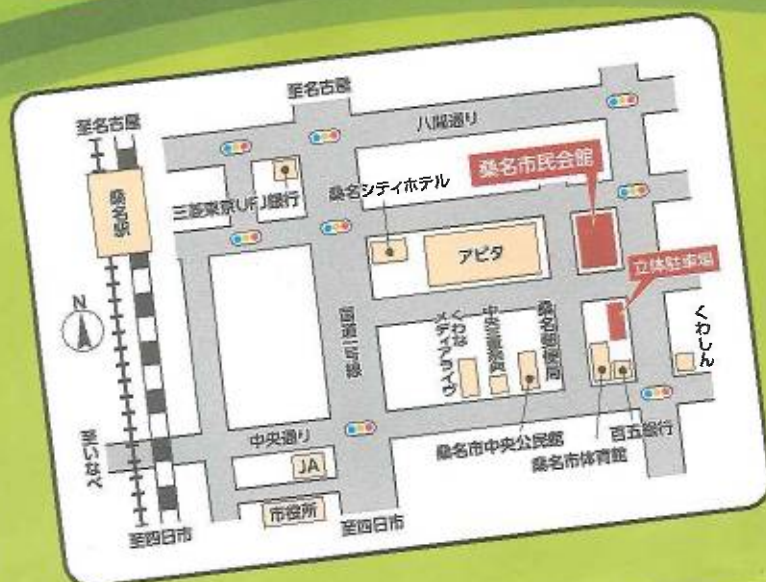 至名古屋
至名古屋
八間通り
桑名駅
三菱東京UFJ銀行
桑名シティホテル
桑名市民会館
アピタ
立体駐車場
N
国道一号線
くわな
メディアライヴ
桑名郵便局
くわしん
至いなべ
中央通り
JA
市役所
桑名市中央公民館
桑名市体育館
百五銀行
至四日市
至四日市